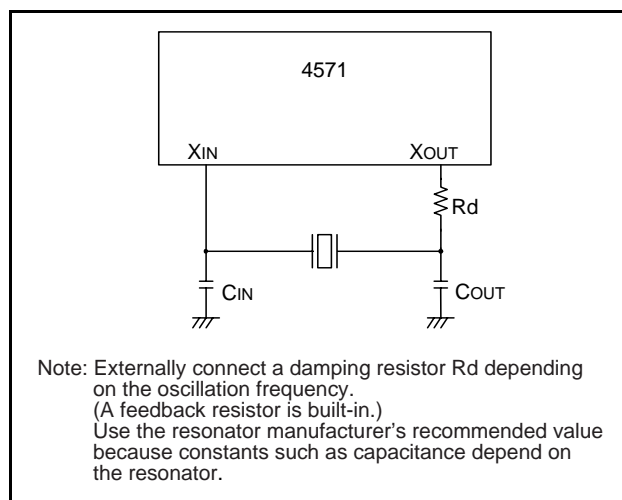 4571
XIN
XOUT
Rd
CIN
COUT
Note: Externally connect a damping resistor Rd depending
on the oscillation frequency.
(A feedback resistor is built-in.)
Use the resonator manufacturer's recommended value
because constants such as capacitance depend on
the resonator.